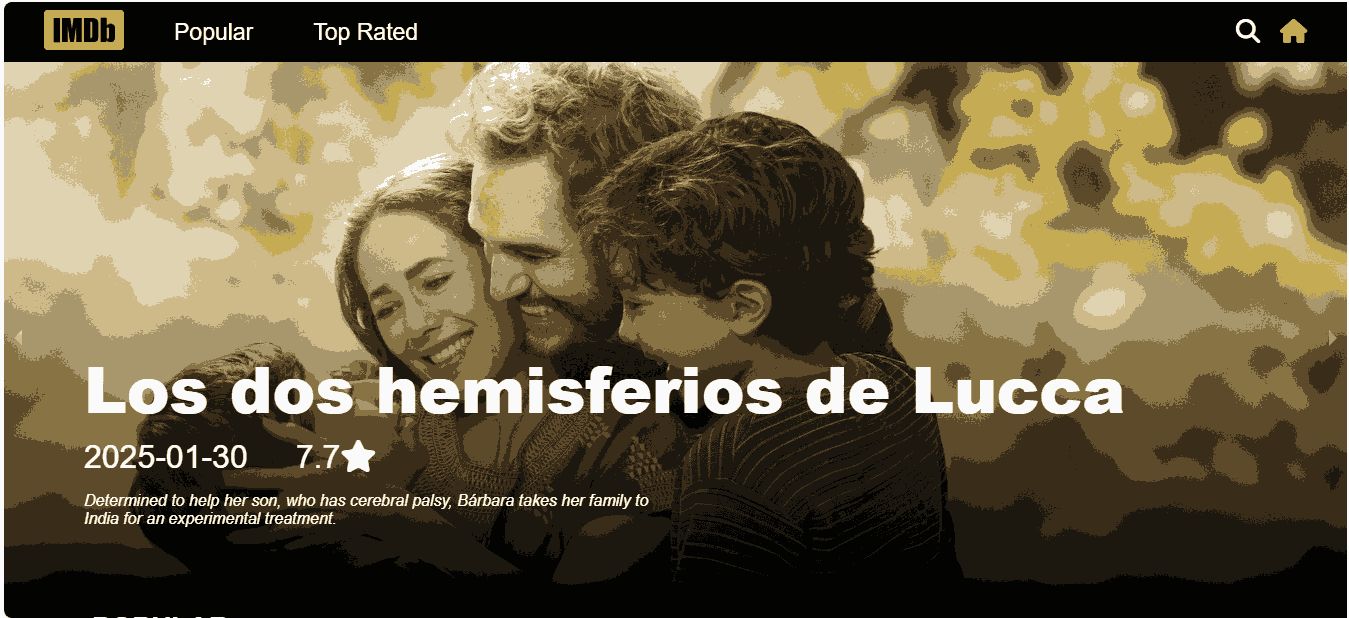 IMDb
Popular
Top Rated
Los dos hemisferios de Lucca
2025-01-30
7.7
Determined to help her son, who has cerebral palsy, Bárbara takes her family to
India for an experimental treatment.
POPULAR